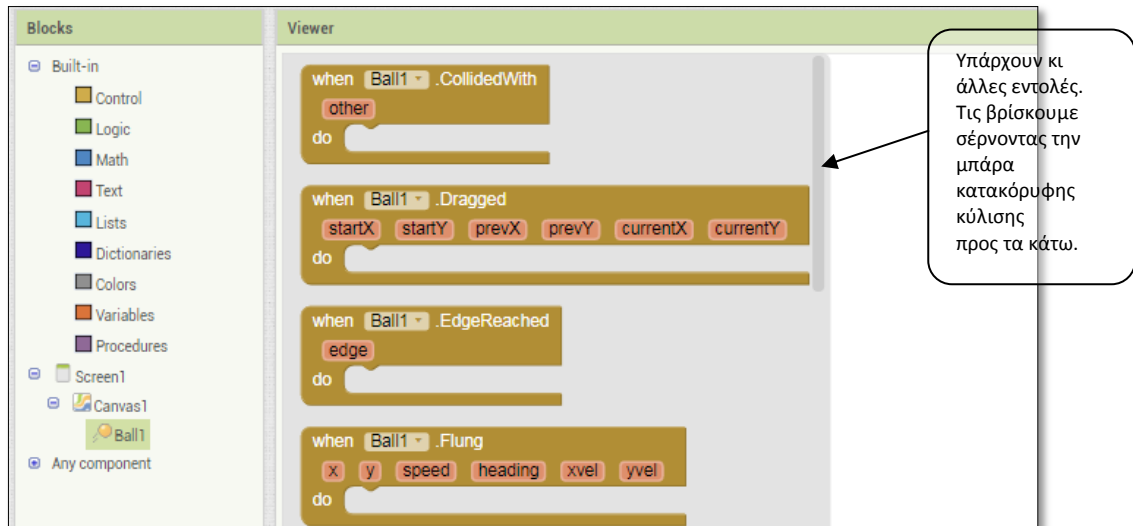 Blocks
Built-in
Control
Logic
Math
Text
Lists
Dictionaries
Colors
Variables
Procedures
Screen1
Canvas1
Ball1
Any component
Viewer
when Ball1 .CollidedWith
other
do
when Ball1 .Dragged
startX startY prevX prevY currentX currentY
do
when Ball1 .EdgeReached
edge
do
when Ball1 .Flung
x y speed heading xvel yvel
do
Υπάρχουν κι
άλλες εντολές.
Τις βρίσκουμε
σέρνοντας την
μπάρα
κατακόρυφης
κύλισης
προς τα κάτω.